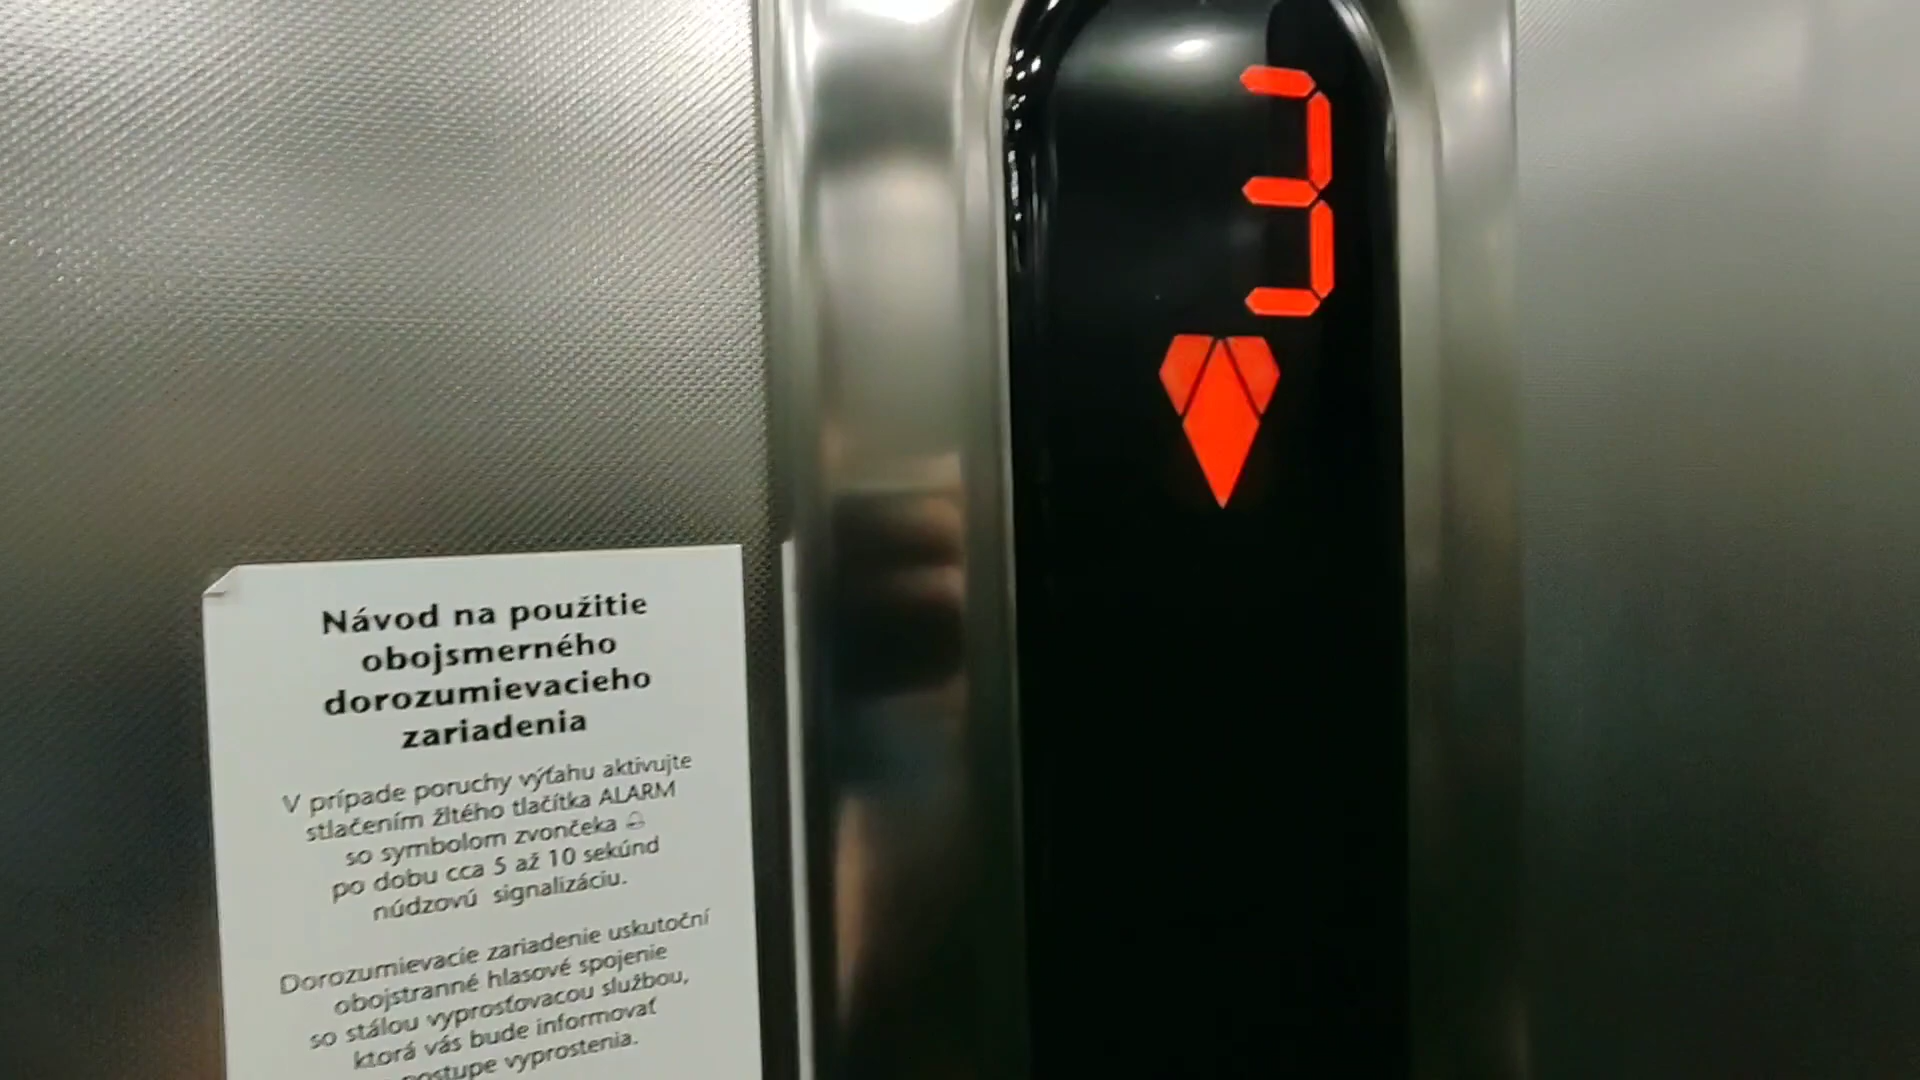 3
Návod na použitie
obojsmerného
dorozumievacieho
zariadenia
V prípade poruchy výťahu aktivujte
stlačením žltého tlačítka ALARM
so symbolom zvončeka
po dobu cca 5 až 10 sekúnd
núdzovú signalizáciu.
Dorozumievacie zariadenie uskutoční
obojstranné hlasové spojenie
so stálou vyprosťovacou službou,
ktorá vás bude informovať
postupe vyprostenia.